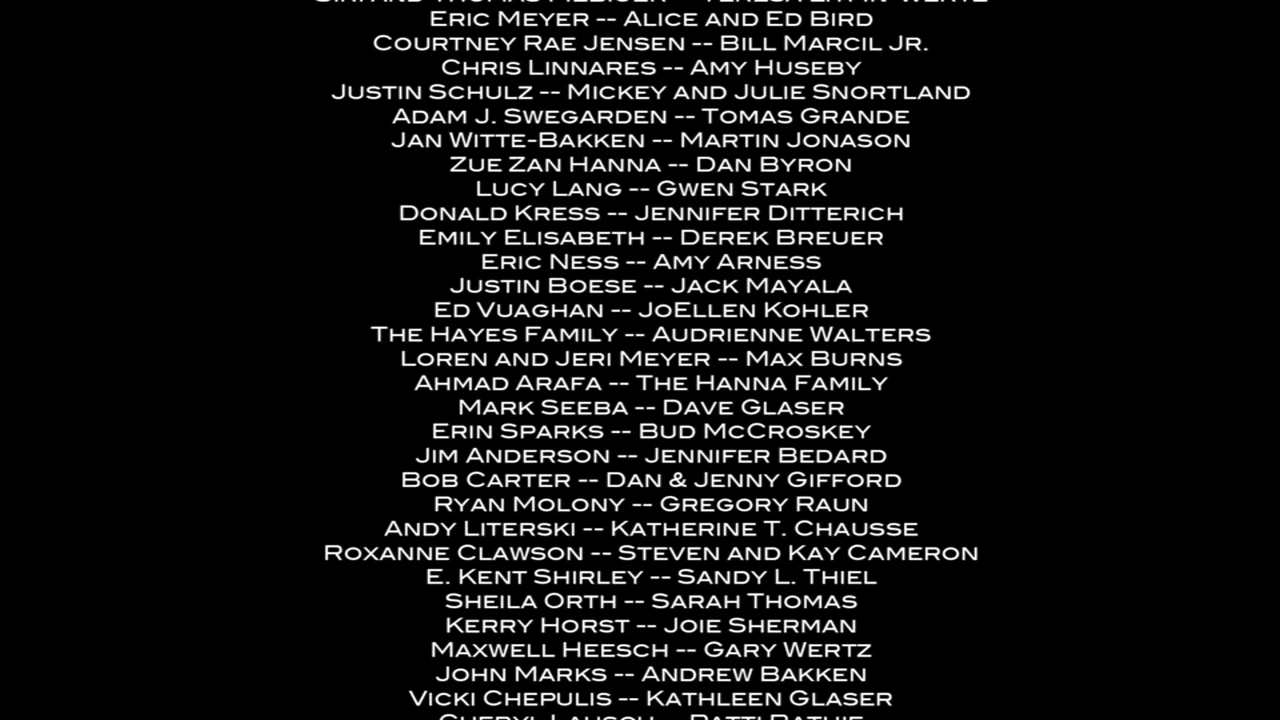 Eric Meyer -- Alice and Ed Bird
Courtney Rae Jensen -- Bill Marcil Jr.
Chris Linnares -- Amy Huseby
Justin Schulz -- Mickey and Julie Snortland
Adam J. Swegarden -- Tomas Grande
Jan Witte-Bakken -- Martin Jonason
Zue Zan Hanna -- Dan Byron
Lucy Lang -- Gwen Stark
Donald Kress -- Jennifer Ditterich
Emily Elisabeth -- Derek Breuer
Eric Ness -- Amy Arness
Justin Boese -- Jack Mayala
Ed Vuaghan -- JoEllen Kohler
The Hayes Family -- Audrienne Walters
Loren and Jeri Meyer -- Max Burns
Ahmad Arafa -- The Hanna Family
Mark Seeba -- Dave Glaser
Erin Sparks -- Bud McCroskey
Jim Anderson -- Jennifer Bedard
Bob Carter -- Dan & Jenny Gifford
Ryan Molony -- Gregory Raun
Andy Literski -- Katherine T. Chausse
Roxanne Clawson -- Steven and Kay Cameron
E. Kent Shirley -- Sandy L. Thiel
Sheila Orth -- Sarah Thomas
Kerry Horst -- Joie Sherman
Maxwell Heesch -- Gary Wertz
John Marks -- Andrew Bakken
Vicki Chepulis -- Kathleen Glaser